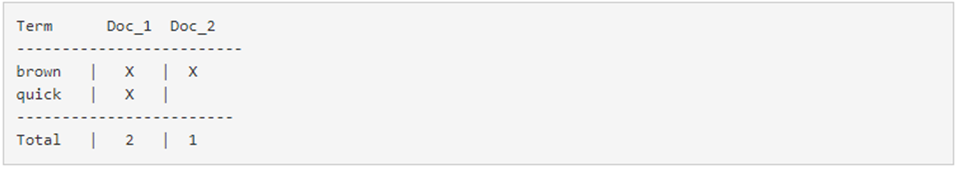 Term      Doc_1  Doc_2
-------------------------
brown   |   X   |  X
quick   |   X   |
------------------------
Total   |   2   |  1